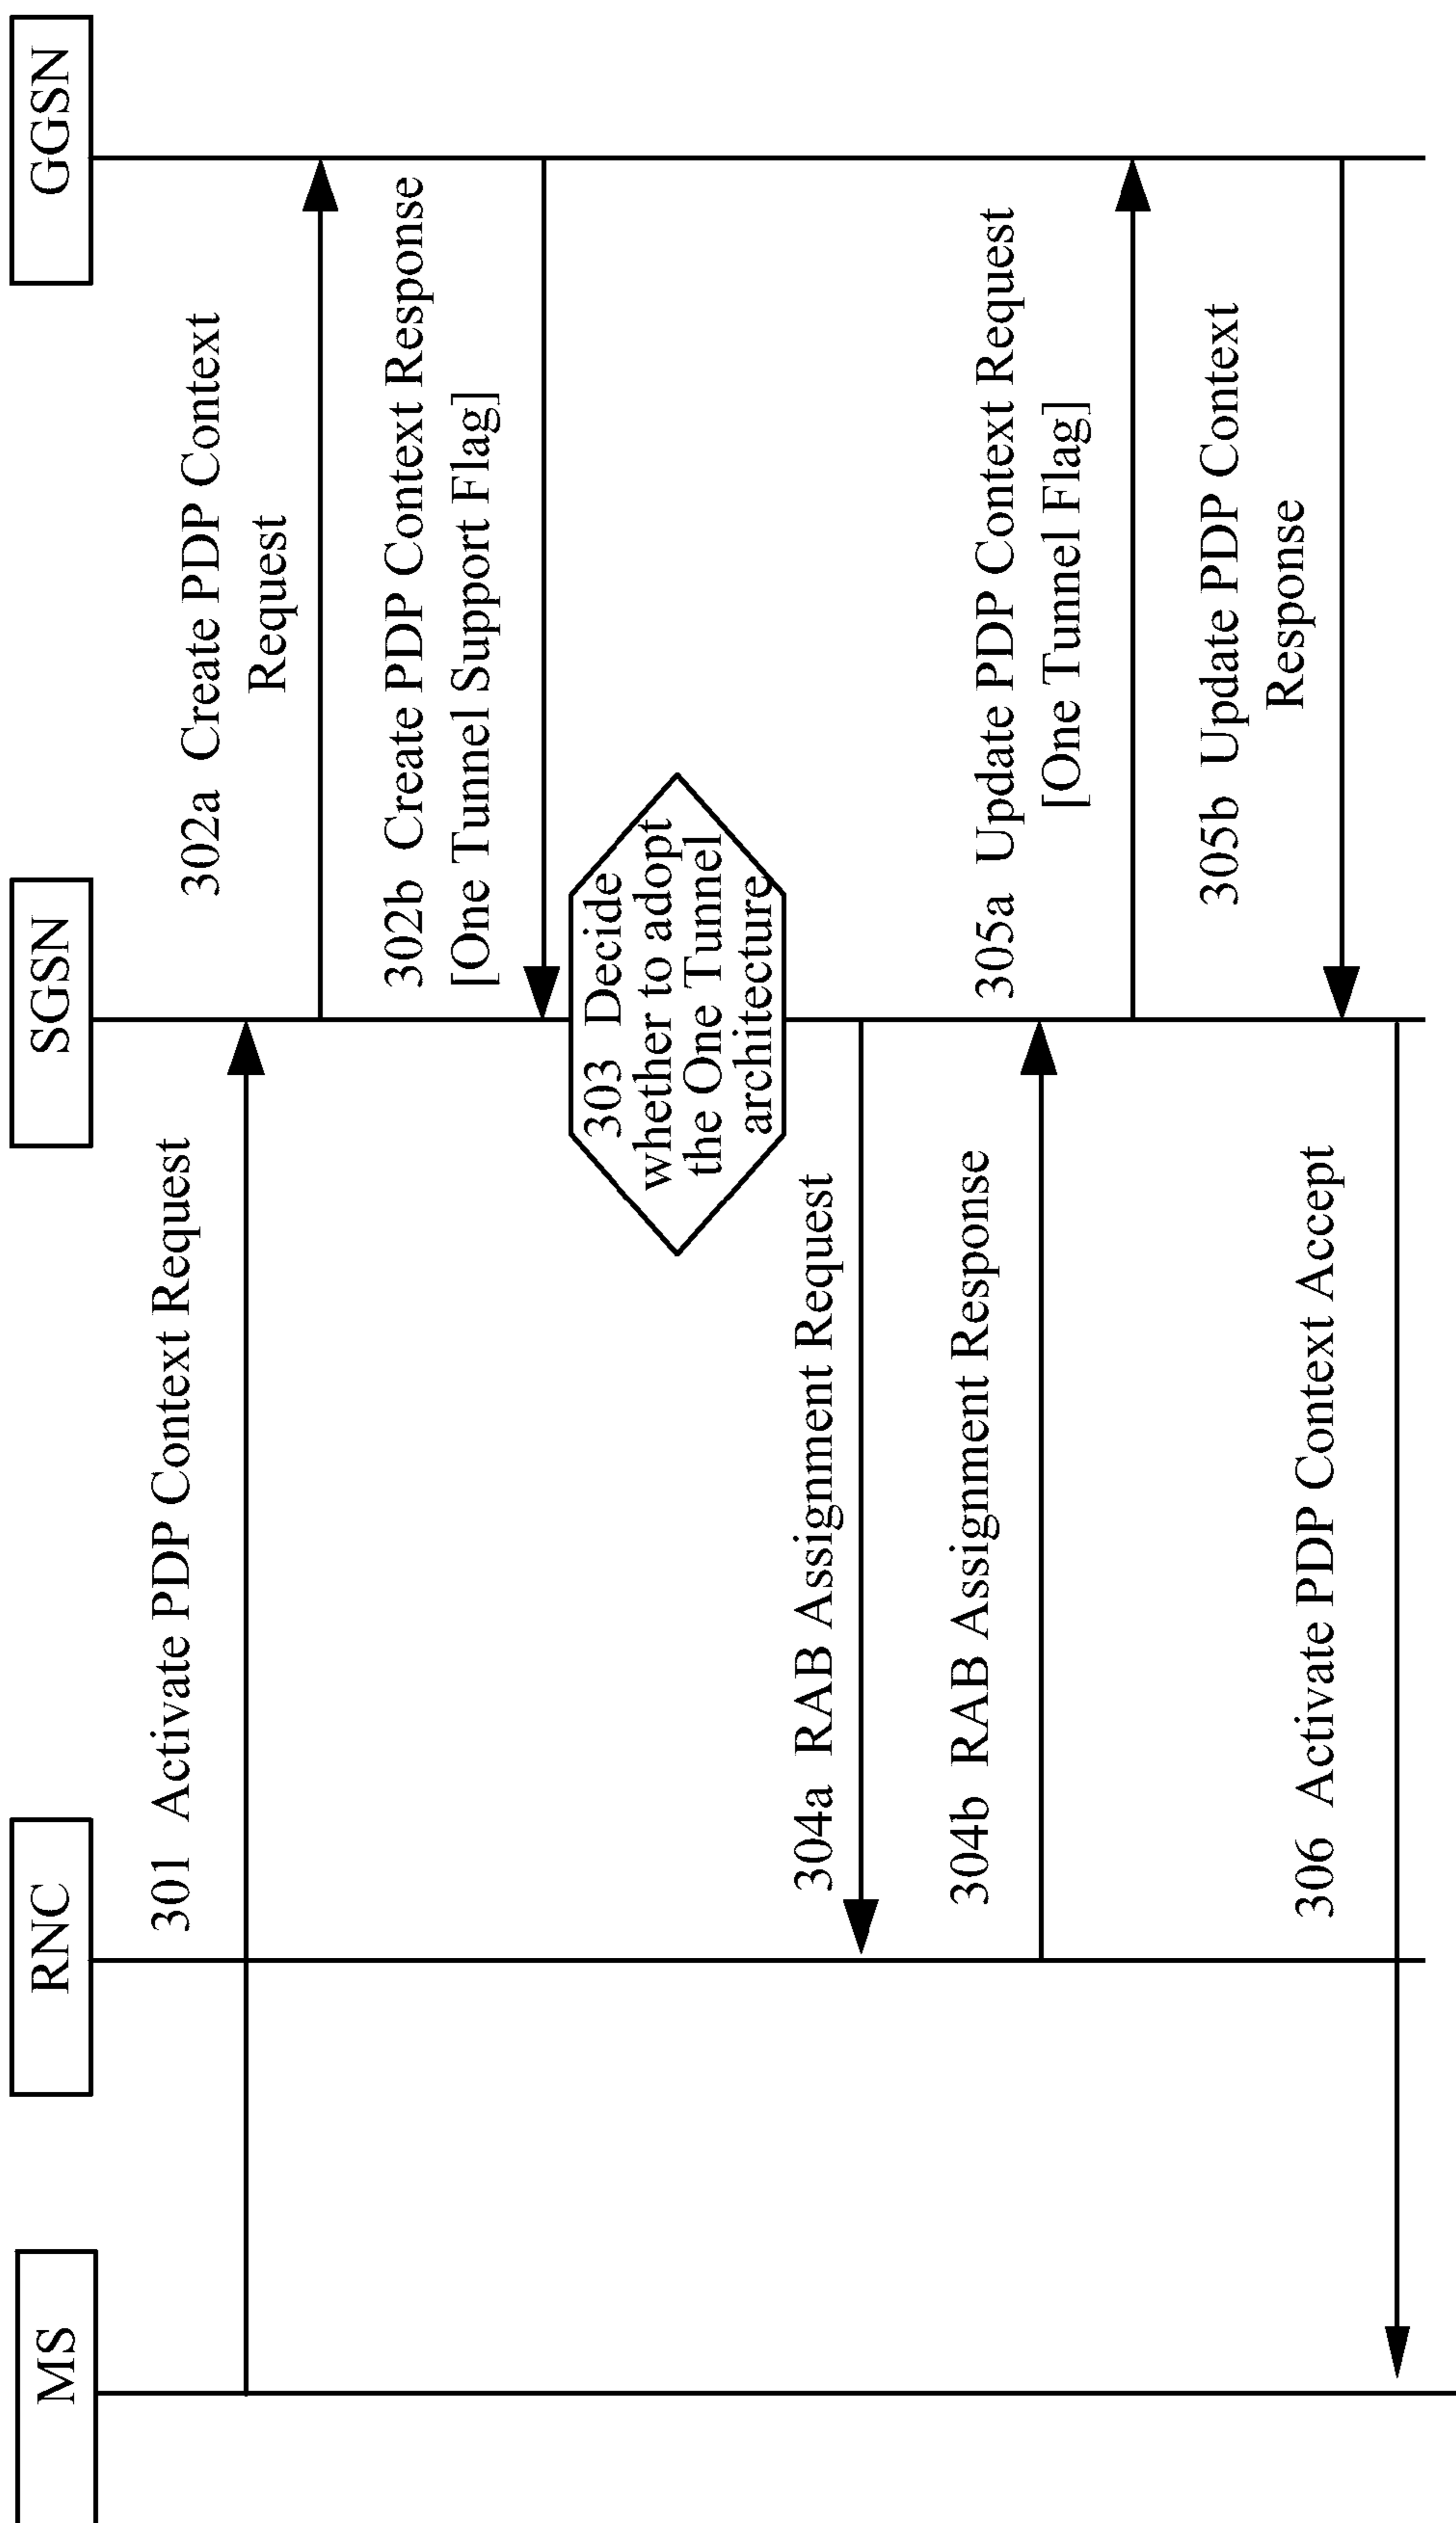 MS
RNC
SGSN
GGSN
301 Activate PDP Context Request
302a Create PDP Context
Request
302b Create PDP Context Response
[One Tunnel Support Flag]
303 Decide
whether to adopt
the One Tunnel
architecture
304a RAB Assignment Request
304b RAB Assignment Response
305a Update PDP Context Request
[One Tunnel Flag]
305b Update PDP Context
Response
306 Activate PDP Context Accept